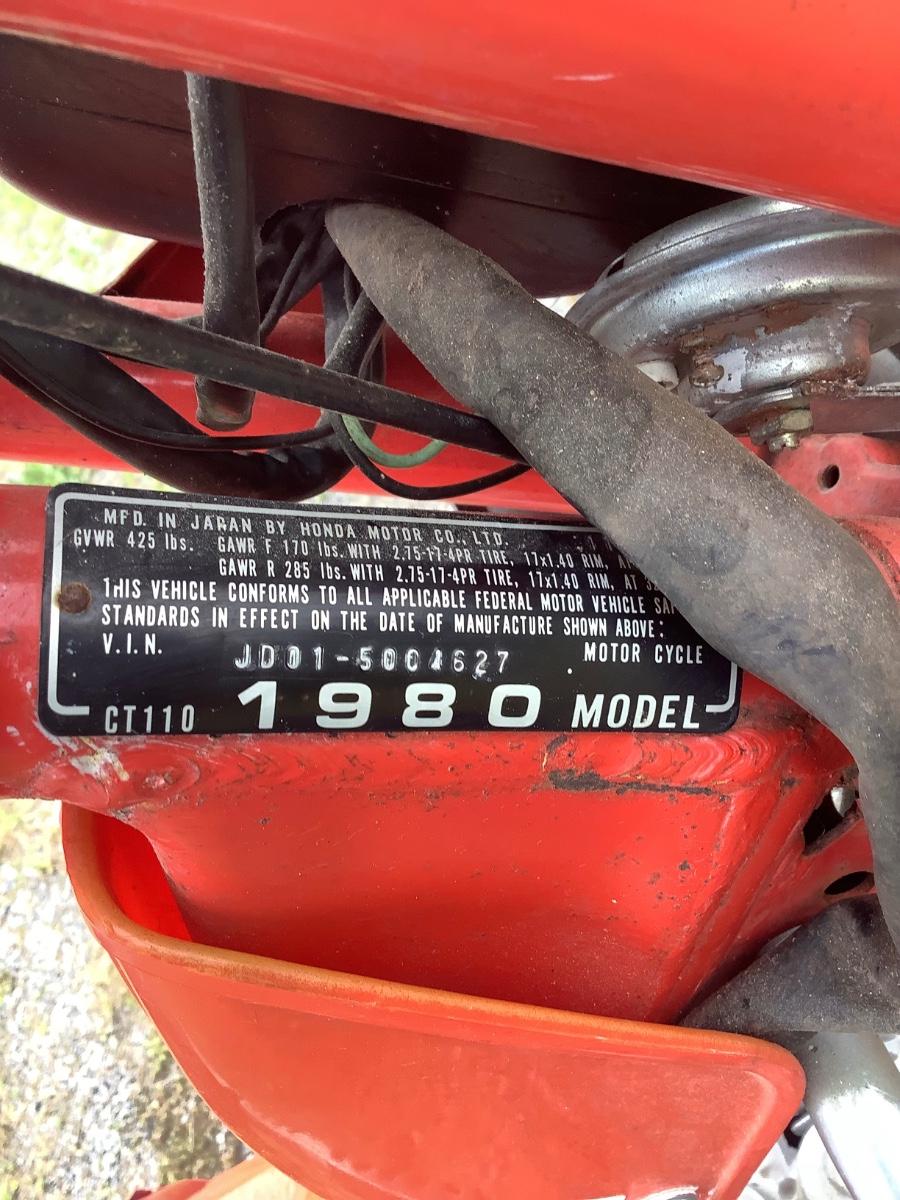 MFD. IN JAPAN BY HONDA MOTOR CO., LTD.
GVWR 425 lbs. GAWR F 170 lbs. WITH 2.75-17-4PR TIRE, 17x1.40 RIM,
GAWR R 285 lbs. WITH 2.75-17-4PR TIRE, 17x1.40 RIM, AT
THIS VEHICLE CONFORMS TO ALL APPLICABLE FEDERAL MOTOR VEHICLE
STANDARDS IN EFFECT ON THE DATE OF MANUFACTURE SHOWN ABOVE:
V.I.N. JD01-5004627 MOTOR CYCLE
CT110 1980 MODEL